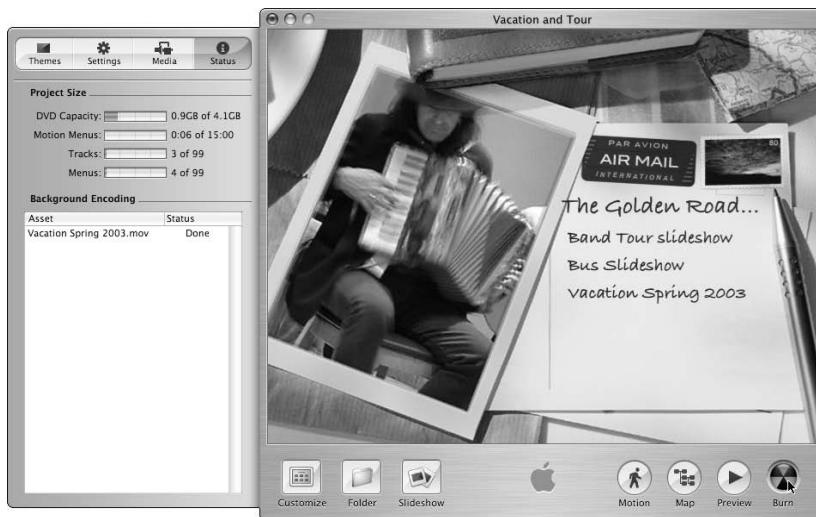 Vacation and Tour
Themes Settings Media Status
Project Size
DVD Capacity: 0.9GB of 4.1GB
Motion Menus: 0:06 of 15:00
Tracks: 3 of 99
Menus: 4 of 99
Background Encoding
Asset Status
Vacation Spring 2003.mov Done
PAR AVION
AIR MAIL
INTERNATIONAL
80
The Golden Road...
Band Tour slideshow
Bus Slideshow
Vacation Spring 2003
Customize Folder Slideshow Motion Map Preview Burn